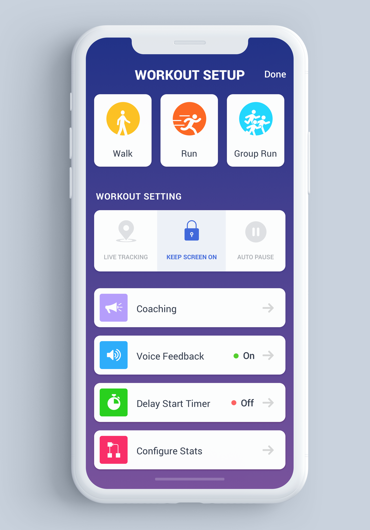 WORKOUT SETUP
Done
Walk
Run
Group Run
WORKOUT SETTING
LIVE TRACKING
KEEP SCREEN ON
AUTO PAUSE
Coaching
Voice Feedback
On
Delay Start Timer
Off
Configure Stats